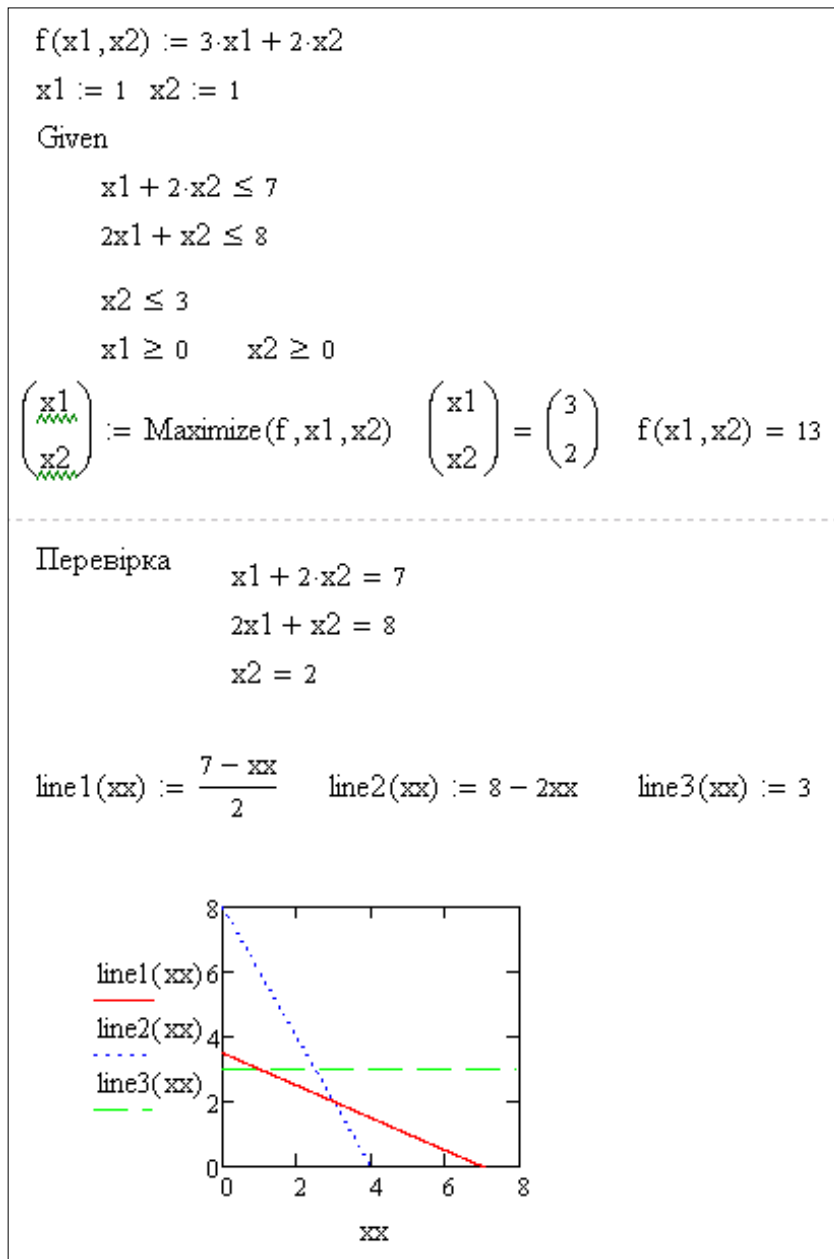 f(x1,x2) := 3·x1 + 2·x2
x1 := 1 x2 := 1
Given
x1 + 2·x2 ≤ 7
2x1 + x2 ≤ 8
x2 ≤ 3
x1 ≥ 0 x2 ≥ 0
(x1 x2) := Maximize(f,x1,x2) (x1 x2) = (3 2) f(x1,x2) = 13
Перевірка
x1 + 2·x2 = 7
2x1 + x2 = 8
x2 = 2
line1(xx) := (7 − xx)/2 line2(xx) := 8 − 2xx line3(xx) := 3
8
line1(xx) 6
line2(xx) 4
line3(xx) 2
0
0 2 4 6 8
xx